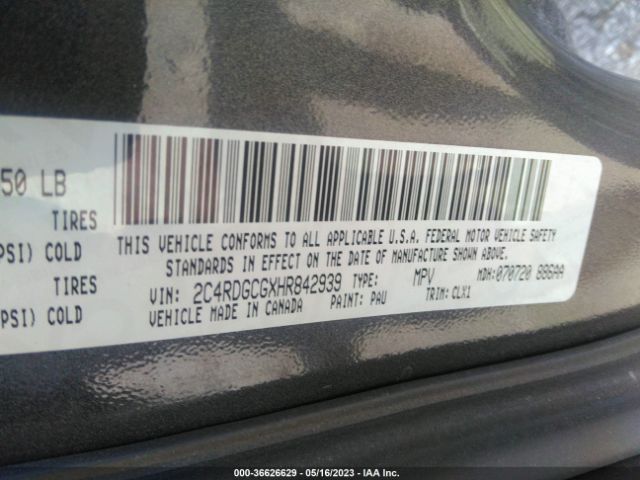 50 LB
TIRES
PSI) COLD
TIRES
PSI) COLD
THIS VEHICLE CONFORMS TO ALL APPLICABLE U.S.A. FEDERAL MOTOR VEHICLE SAFETY
STANDARDS IN EFFECT ON THE DATE OF MANUFACTURE SHOWN ABOVE.
VIN: 2C4RDGCGXHR842939 TYPE: MPV MDH:070720 886AA
VEHICLE MADE IN CANADA PAINT: PAU TRIM: CLX1
000-36626629 - 05/16/2023 - IAA Inc.